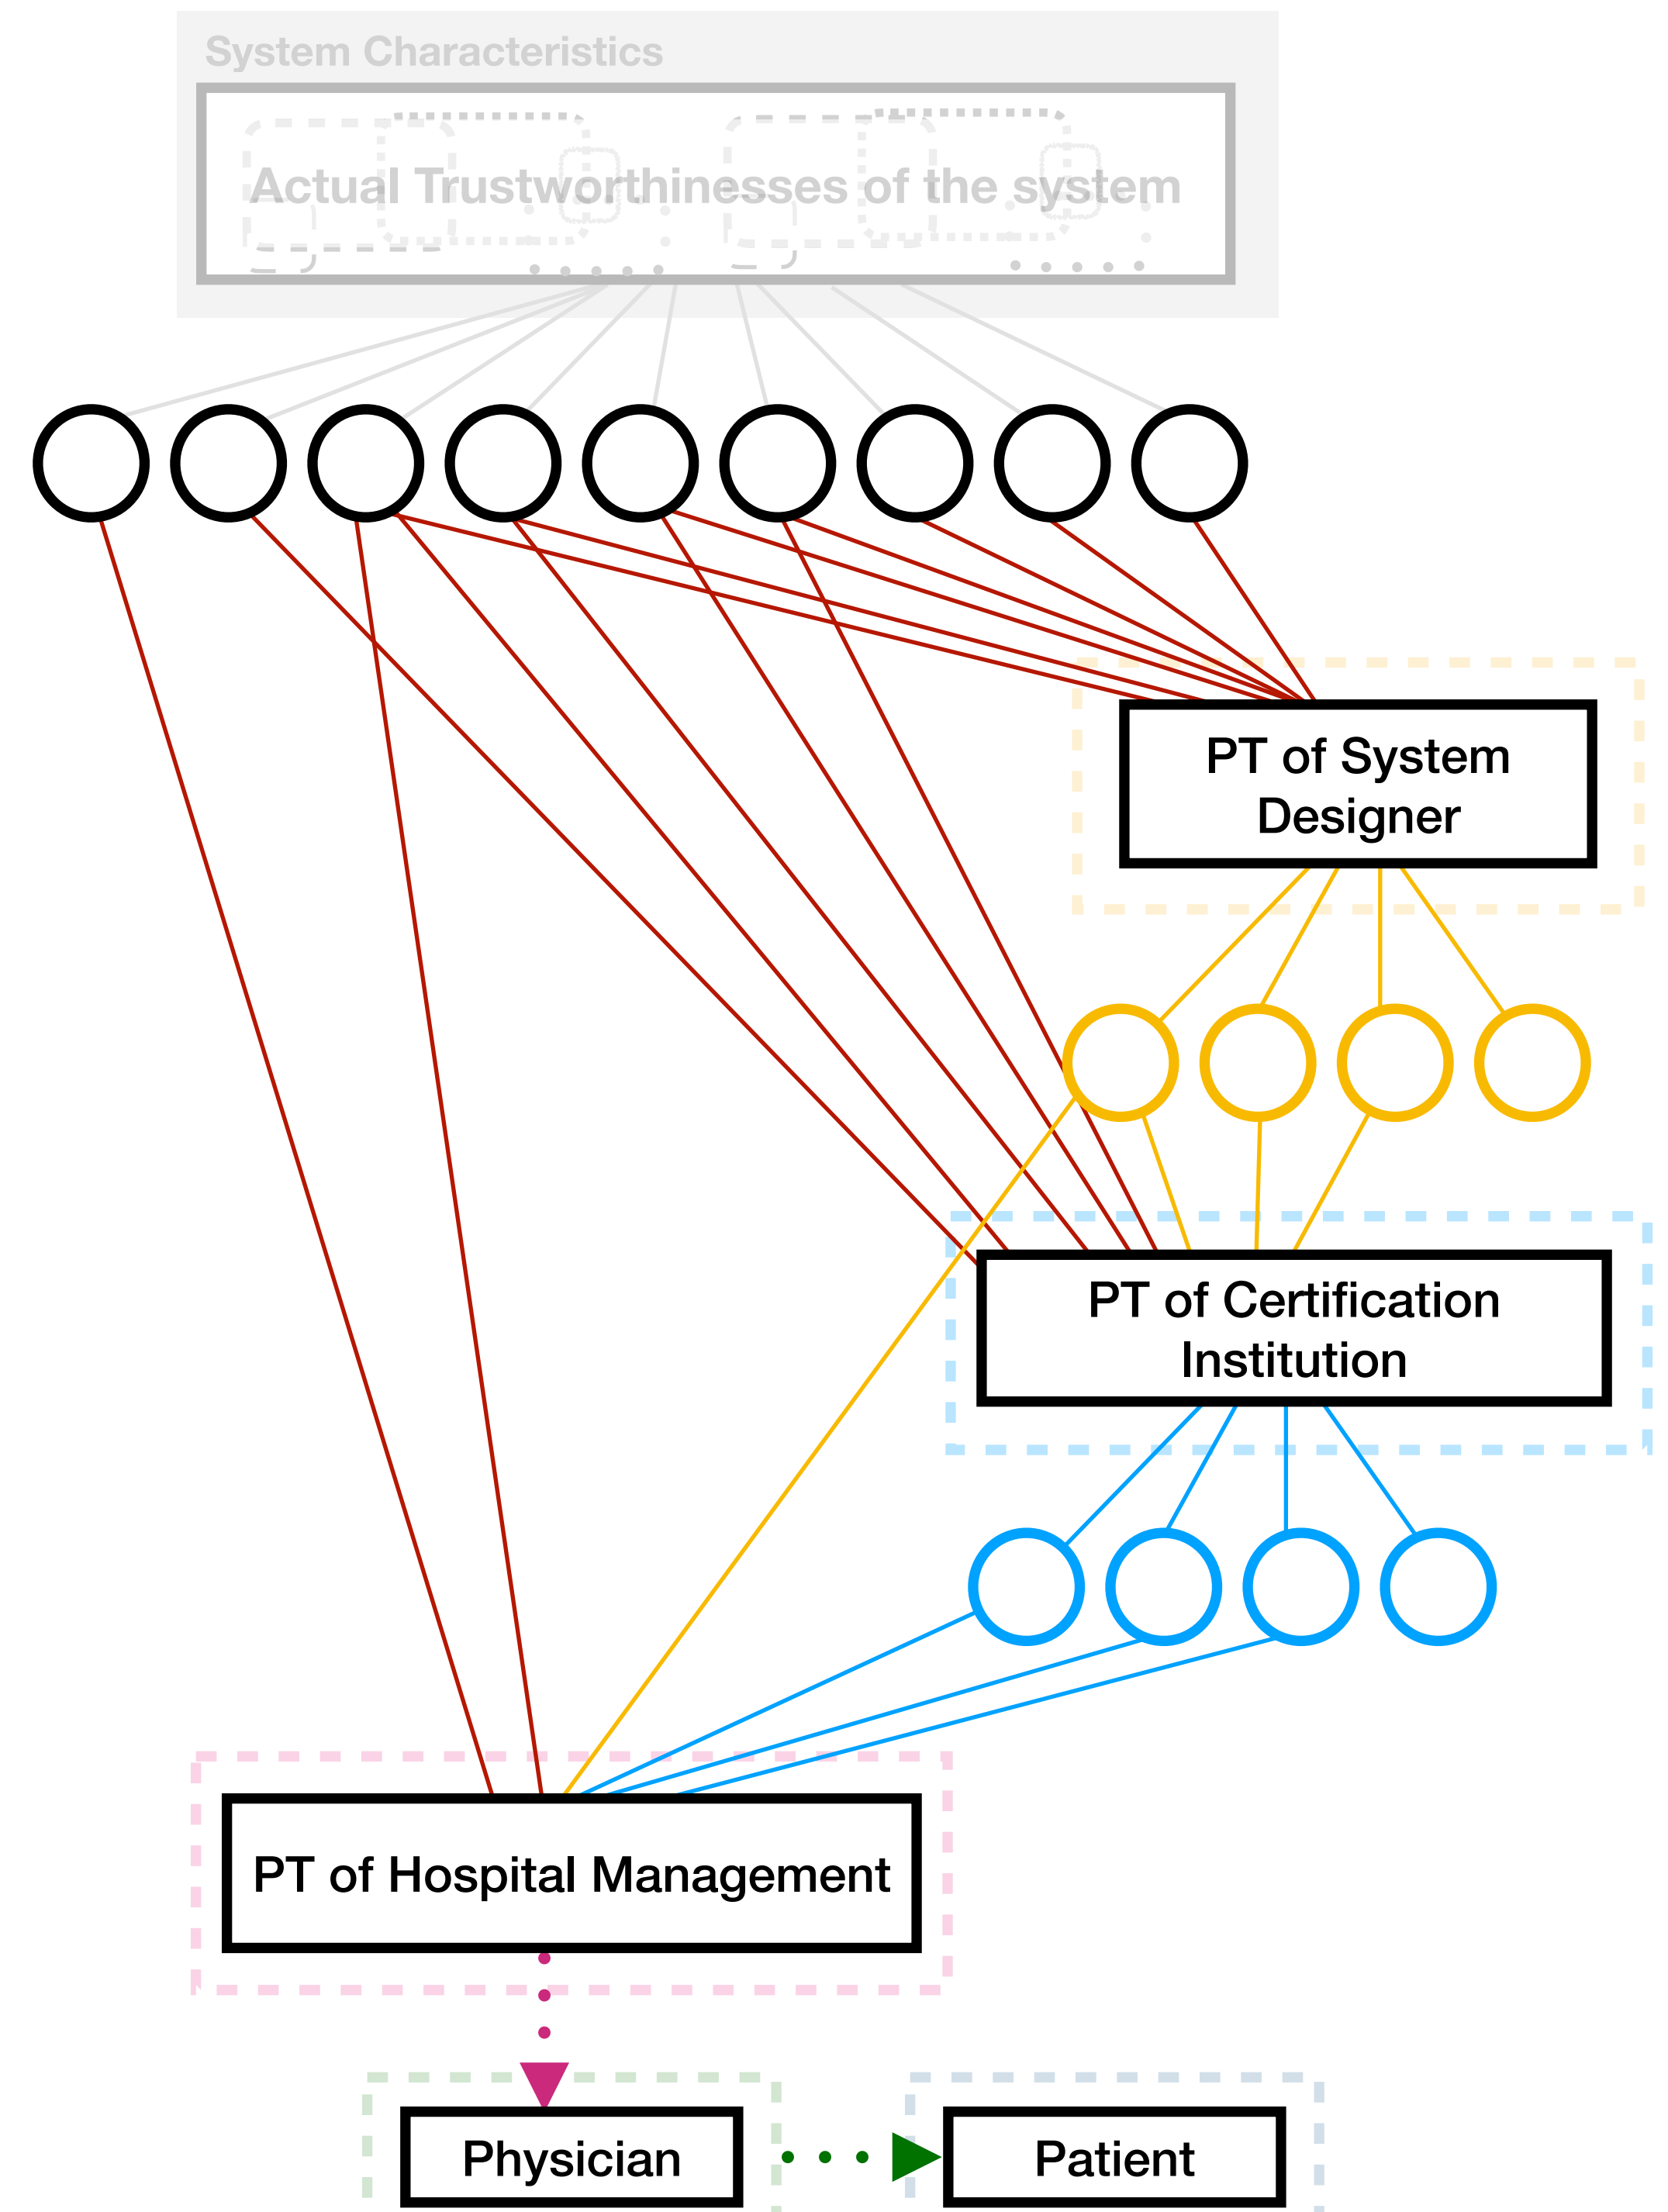 System Characteristics
Actual Trustworthinesses of the system
PT of System
Designer
PT of Certification
Institution
PT of Hospital Management
Physician
Patient